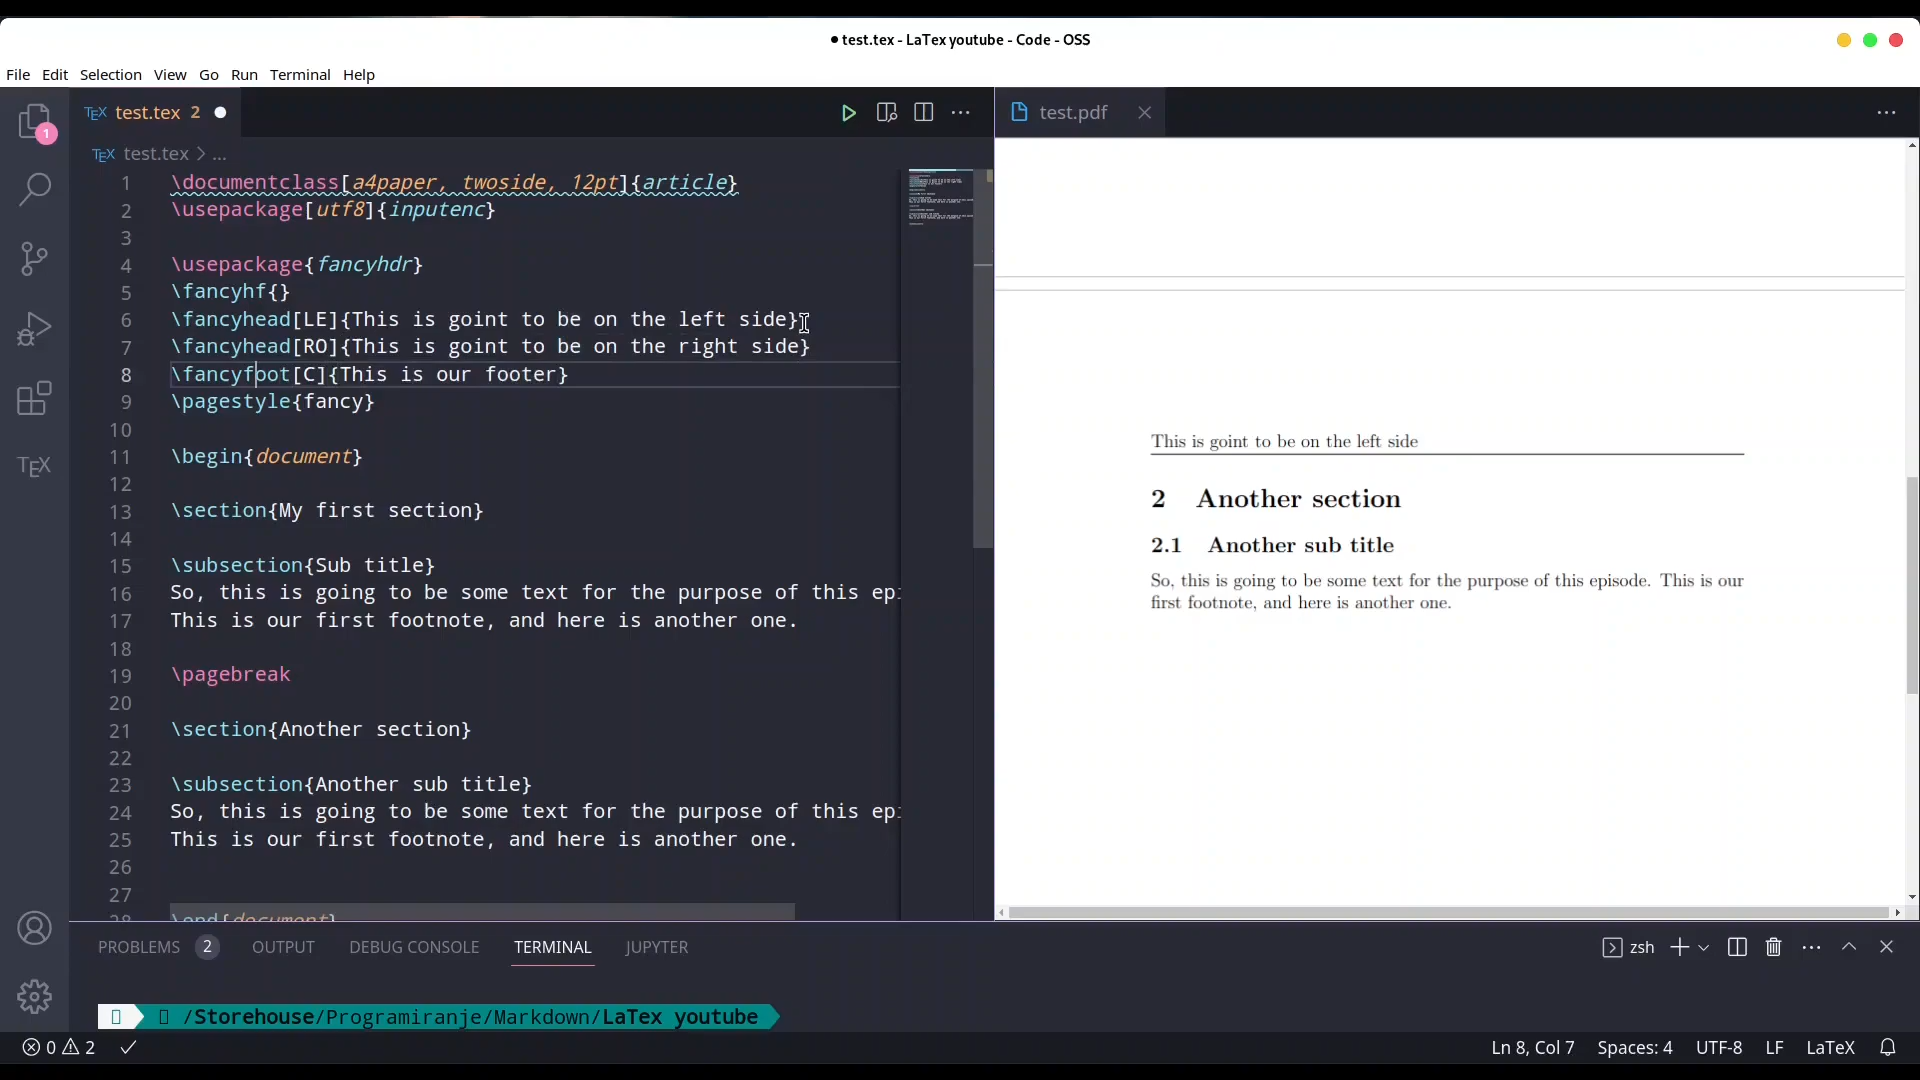 ● test.tex - LaTex youtube - Code - OSS
File Edit Selection View Go Run Terminal Help
TEX test.tex 2
TEX test.tex > ...
1 \documentclass[a4paper, twoside, 12pt]{article}
2 \usepackage[utf8]{inputenc}
3
4 \usepackage{fancyhdr}
5 \fancyhf{}
6 \fancyhead[LE]{This is goint to be on the left side}
7 \fancyhead[RO]{This is goint to be on the right side}
8 \fancyfoot[C]{This is our footer}
9 \pagestyle{fancy}
10
11 \begin{document}
12
13 \section{My first section}
14
15 \subsection{Sub title}
16 So, this is going to be some text for the purpose of this epi
17 This is our first footnote, and here is another one.
18
19 \pagebreak
20
21 \section{Another section}
22
23 \subsection{Another sub title}
24 So, this is going to be some text for the purpose of this epi
25 This is our first footnote, and here is another one.
26
27
28 \end{document}
1
TEX
test.pdf
This is goint to be on the left side
2 Another section
2.1 Another sub title
So, this is going to be some text for the purpose of this episode. This is our
first footnote, and here is another one.
PROBLEMS 2 OUTPUT DEBUG CONSOLE TERMINAL JUPYTER
zsh
/Storehouse/Programiranje/Markdown/LaTex youtube
0 2
Ln 8, Col 7 Spaces: 4 UTF-8 LF LaTeX